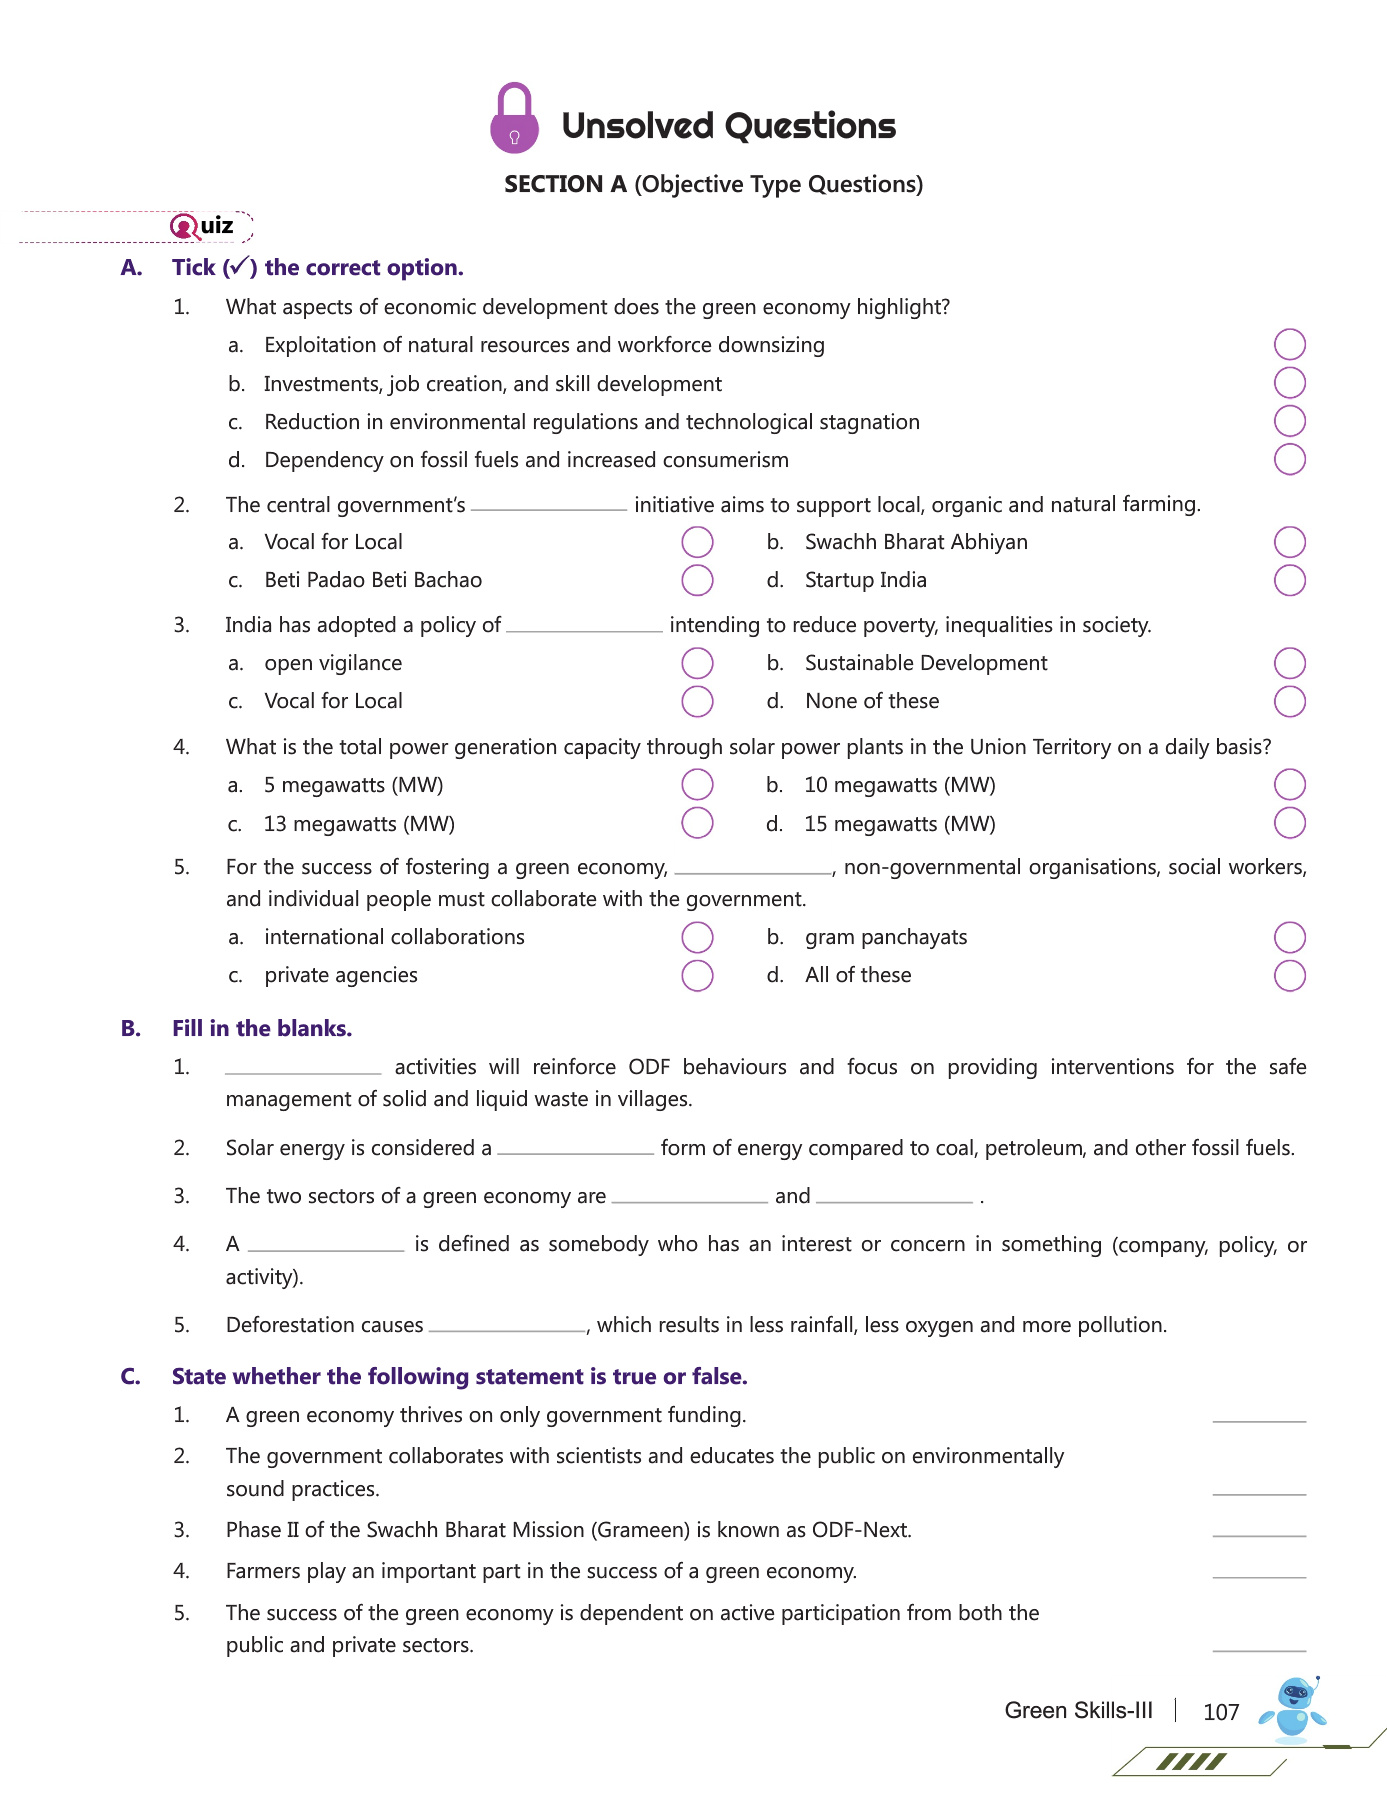 Unsolved Questions
SECTION A (Objective Type Questions)
Quiz
A. Tick (✓) the correct option.
1. What aspects of economic development does the green economy highlight?
a. Exploitation of natural resources and workforce downsizing
b. Investments, job creation, and skill development
c. Reduction in environmental regulations and technological stagnation
d. Dependency on fossil fuels and increased consumerism
2. The central government‘s ______________ initiative aims to support local, organic and natural farming.
a. Vocal for Local b. Swachh Bharat Abhiyan
c. Beti Padao Beti Bachao d. Startup India
3. India has adopted a policy of ______________ intending to reduce poverty, inequalities in society.
a. open vigilance b. Sustainable Development
c. Vocal for Local d. None of these
4. What is the total power generation capacity through solar power plants in the Union Territory on a daily basis?
a. 5 megawatts (MW) b. 10 megawatts (MW)
c. 13 megawatts (MW) d. 15 megawatts (MW)
5. For the success of fostering a green economy, ______________, non-governmental organisations, social workers,
and individual people must collaborate with the government.
a. international collaborations b. gram panchayats
c. private agencies d. All of these
B. Fill in the blanks.
1. ______________ activities will reinforce ODF behaviours and focus on providing interventions for the safe
management of solid and liquid waste in villages.
2. Solar energy is considered a ______________ form of energy compared to coal, petroleum, and other fossil fuels.
3. The two sectors of a green economy are ______________ and ______________ .
4. A ______________ is defined as somebody who has an interest or concern in something (company, policy, or
activity).
5. Deforestation causes ______________, which results in less rainfall, less oxygen and more pollution.
C. State whether the following statement is true or false.
1. A green economy thrives on only government funding. ________
2. The government collaborates with scientists and educates the public on environmentally
sound practices. ________
3. Phase II of the Swachh Bharat Mission (Grameen) is known as ODF-Next. ________
4. Farmers play an important part in the success of a green economy. ________
5. The success of the green economy is dependent on active participation from both the
public and private sectors. ________
Green Skills-III 107